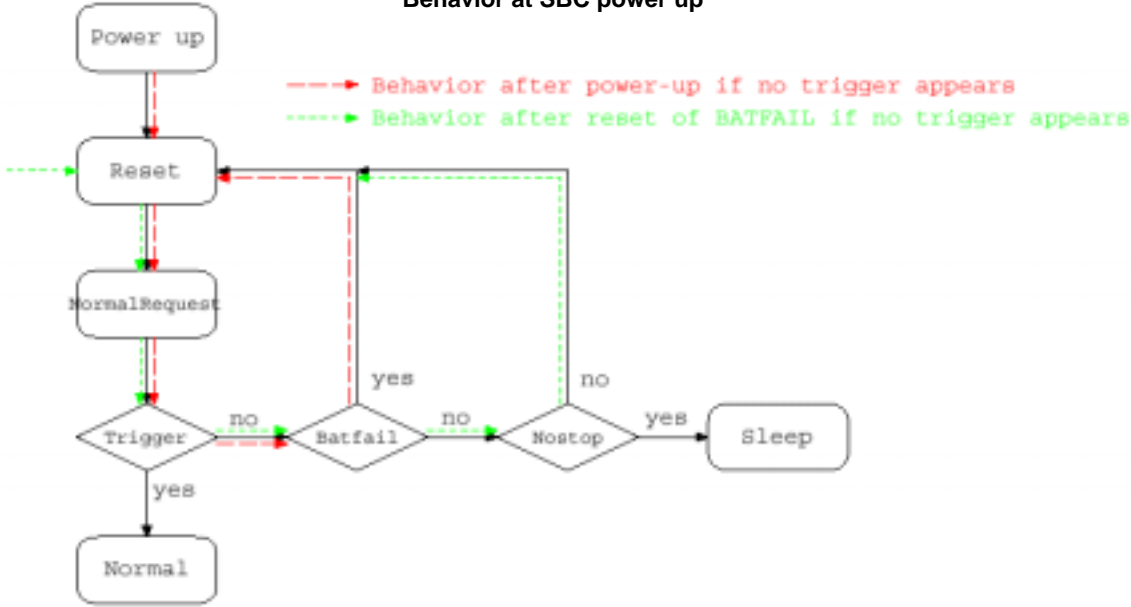 Behavior at SBC power up
Power up
Behavior after power-up if no trigger appears
Behavior after reset of BATFAIL if no trigger appears
Reset
NormalRequest
yes
no
no
no
yes
Trigger
Batfail
Nostop
Sleep
yes
Normal